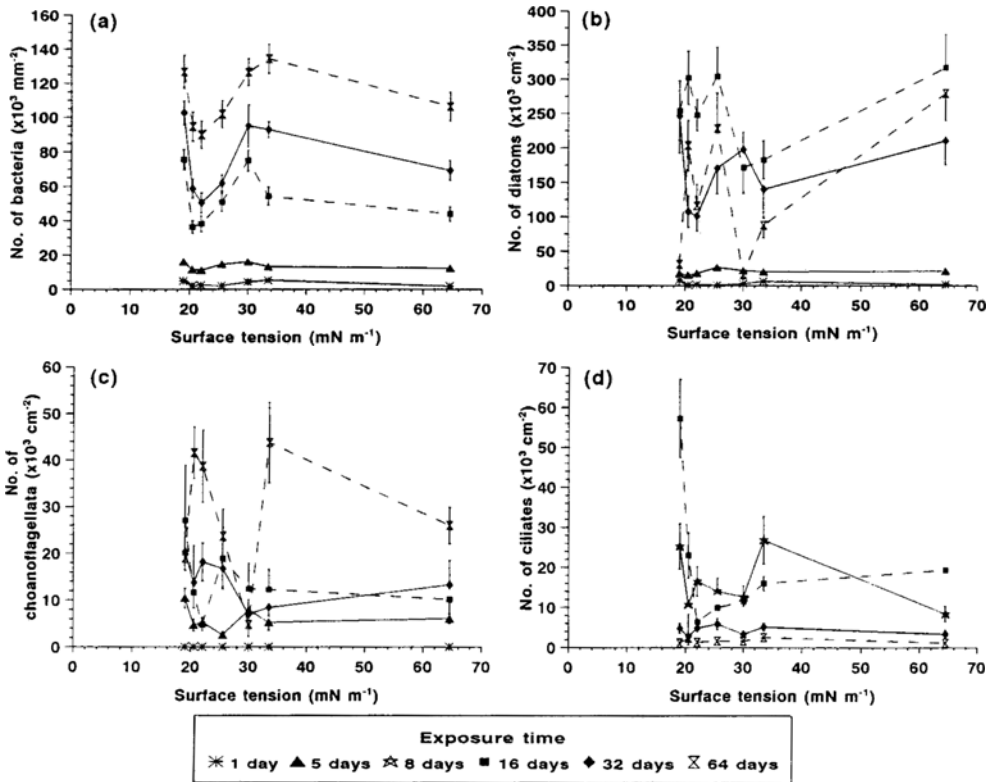 (a)
No. of bacteria (x10³ mm⁻²)
160
140
120
100
80
60
40
20
0
0 10 20 30 40 50 60 70
Surface tension (mN m⁻¹)
(b)
No. of diatoms (x10³ cm⁻²)
400
350
300
250
200
150
100
50
0
0 10 20 30 40 50 60 70
Surface tension (mN m⁻¹)
(c)
No. of
choanoflagellata (x10³ cm⁻²)
60
50
40
30
20
10
0
0 10 20 30 40 50 60 70
Surface tension (mN m⁻¹)
(d)
No. of ciliates (x10³ cm⁻²)
70
60
50
40
30
20
10
0
0 10 20 30 40 50 60 70
Surface tension (mN m⁻¹)
Exposure time
1 day 5 days 8 days 16 days 32 days 64 days